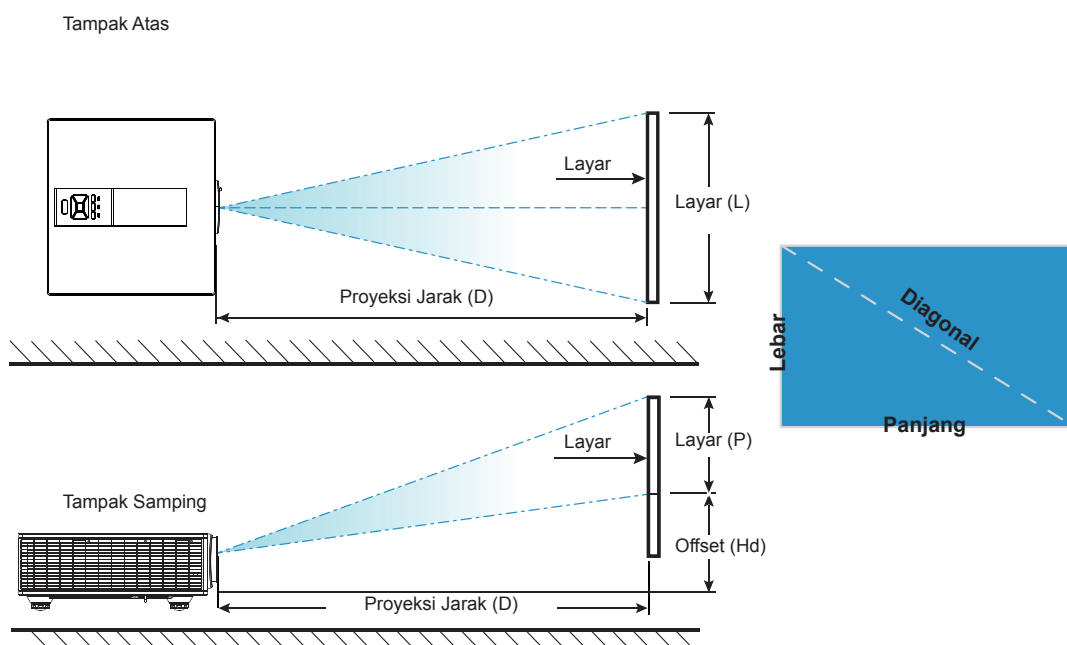 Tampak Atas
Layar
Layar (L)
Proyeksi Jarak (D)
Diagonal
Lebar
Panjang
Layar
Layar (P)
Tampak Samping
Offset (Hd)
Proyeksi Jarak (D)